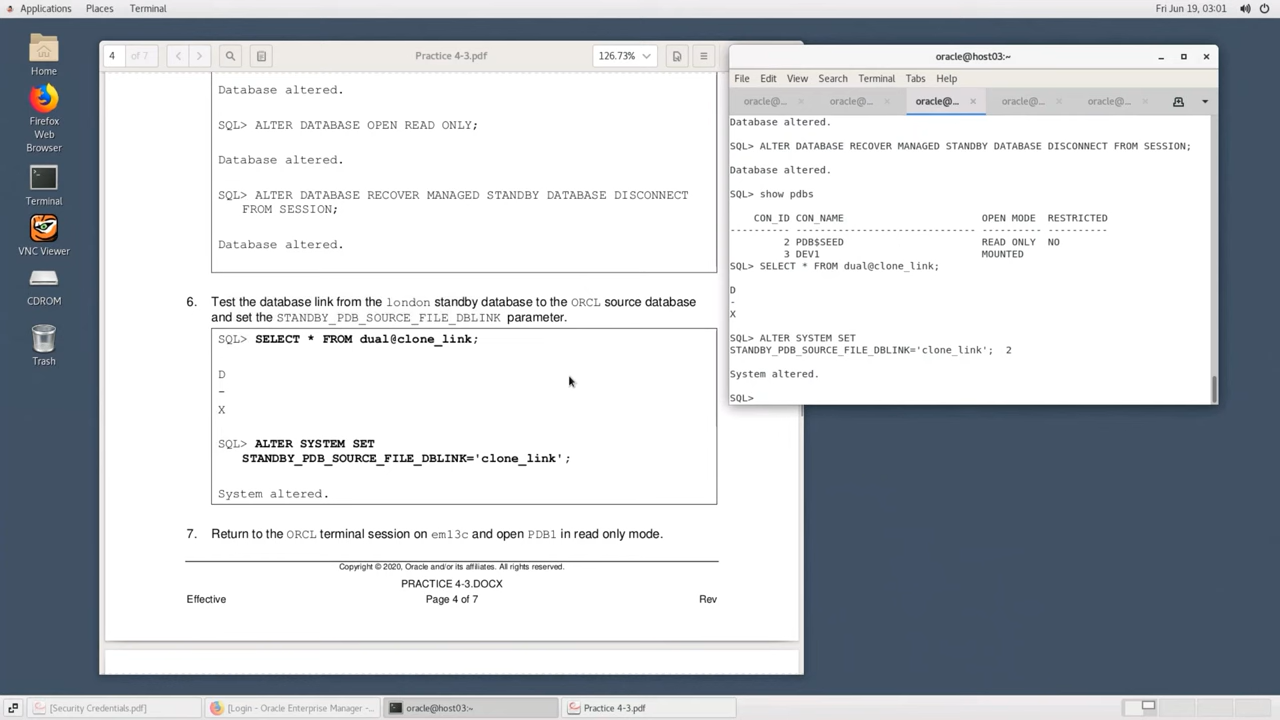 Applications Places Terminal Fri Jun 19, 03:01
Home
Firefox
Web
Browser
Terminal
VNC Viewer
CDROM
Trash
4 of 7 Practice 4-3.pdf 126.73%
Database altered.
SQL> ALTER DATABASE OPEN READ ONLY;
Database altered.
SQL> ALTER DATABASE RECOVER MANAGED STANDBY DATABASE DISCONNECT
FROM SESSION;
Database altered.
6. Test the database link from the london standby database to the ORCL source database
and set the STANDBY_PDB_SOURCE_FILE_DBLINK parameter.
SQL> SELECT * FROM dual@clone_link;
D
-
X
SQL> ALTER SYSTEM SET
STANDBY_PDB_SOURCE_FILE_DBLINK='clone_link';
System altered.
7. Return to the ORCL terminal session on em13c and open PDB1 in read only mode.
Copyright © 2020, Oracle and/or its affiliates. All rights reserved.
PRACTICE 4-3.DOCX
Effective Page 4 of 7 Rev
oracle@host03:~
File Edit View Search Terminal Tabs Help
oracle@... oracle@... oracle@... oracle@... oracle@...
Database altered.
SQL> ALTER DATABASE RECOVER MANAGED STANDBY DATABASE DISCONNECT FROM SESSION;
Database altered.
SQL> show pdbs
CON_ID CON_NAME OPEN MODE RESTRICTED
---------- ------------------------------ ---------- ----------
2 PDB$SEED READ ONLY NO
3 DEV1 MOUNTED
SQL> SELECT * FROM dual@clone_link;
D
-
X
SQL> ALTER SYSTEM SET
STANDBY_PDB_SOURCE_FILE_DBLINK='clone_link'; 2
System altered.
SQL>
[Security Credentials.pdf] [Login - Oracle Enterprise Manager -... oracle@host03:~ Practice 4-3.pdf